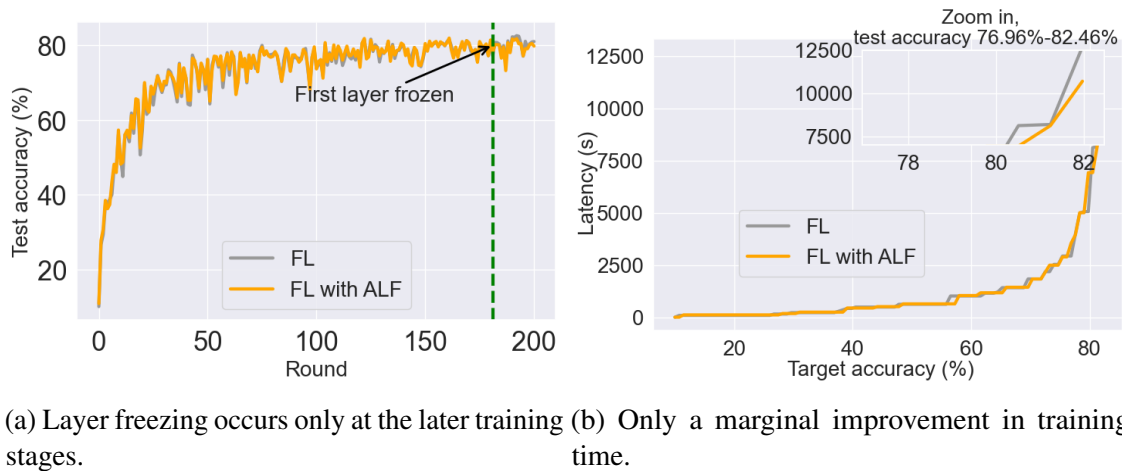 80
60
40
20
Test accuracy (%)
First layer frozen
FL
FL with ALF
0
50
100
150
200
Round
Zoom in,
test accuracy 76.96%-82.46%
12500
10000
7500
5000
2500
0
Latency (s)
12500
10000
7500
78
80
82
FL
FL with ALF
20
40
60
80
Target accuracy (%)
(a) Layer freezing occurs only at the later training
stages.
(b) Only a marginal improvement in training
time.